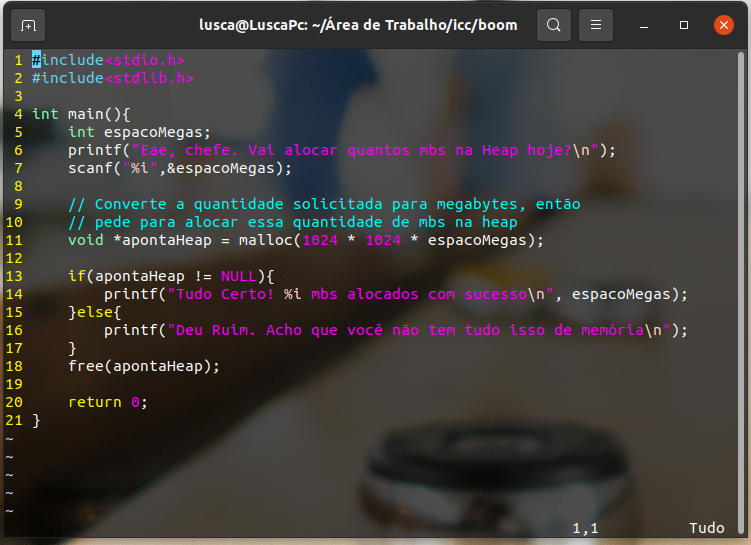 lusca@LuscaPc: ~/Área de Trabalho/icc/boom
1 #include<stdio.h>
2 #include<stdlib.h>
3
4 int main(){
5     int espacoMegas;
6     printf("Eae, chefe. Vai alocar quantos mbs na Heap hoje?\n");
7     scanf("%i",&espacoMegas);
8
9     // Converte a quantidade solicitada para megabytes, então
10     // pede para alocar essa quantidade de mbs na heap
11     void *apontaHeap = malloc(1024 * 1024 * espacoMegas);
12
13     if(apontaHeap != NULL){
14         printf("Tudo Certo! %i mbs alocados com sucesso\n", espacoMegas);
15     }else{
16         printf("Deu Ruim. Acho que você não tem tudo isso de memória\n");
17     }
18     free(apontaHeap);
19
20     return 0;
21 }
~
~
~
~
~
1,1 Tudo